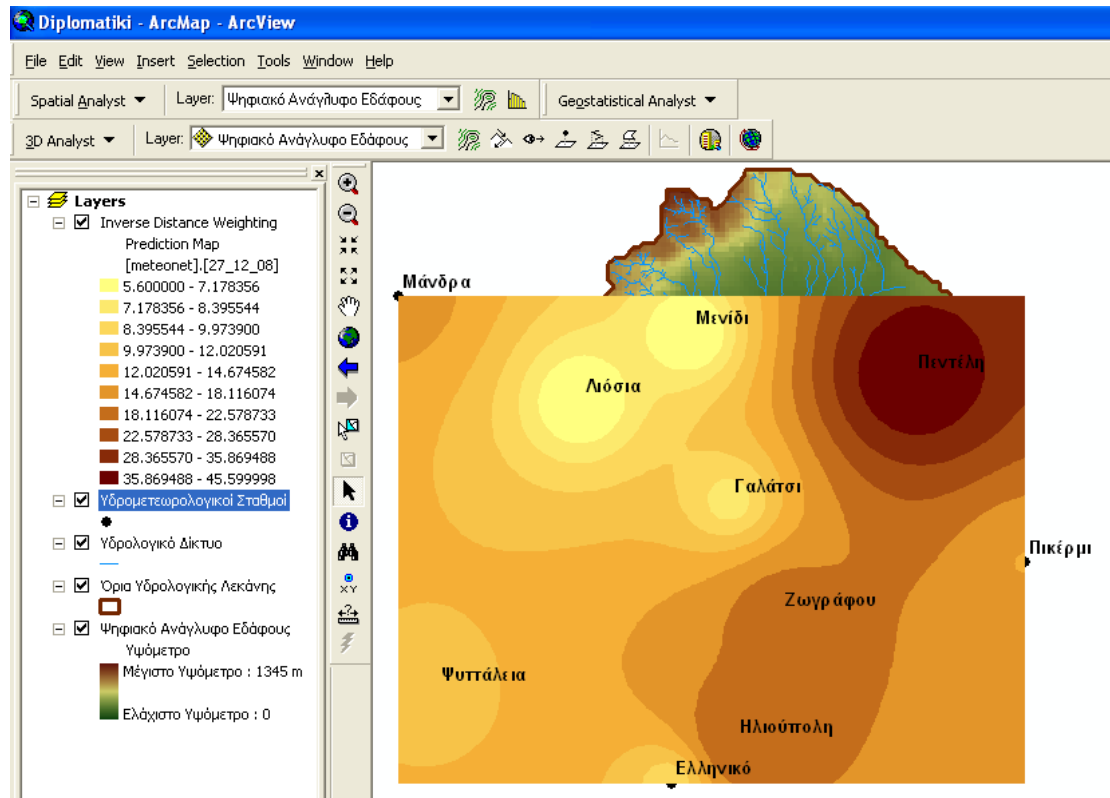 Diplomatiki - ArcMap - ArcView
File Edit View Insert Selection Tools Window Help
Spatial Analyst Layer: Ψηφιακό Ανάγλυφο Εδάφους Geostatistical Analyst
3D Analyst Layer: Ψηφιακό Ανάγλυφο Εδάφους
Layers
Inverse Distance Weighting
Prediction Map
[meteonet].[27_12_08]
5.600000 - 7.178356
7.178356 - 8.395544
8.395544 - 9.973900
9.973900 - 12.020591
12.020591 - 14.674582
14.674582 - 18.116074
18.116074 - 22.578733
22.578733 - 28.365570
28.365570 - 35.869488
35.869488 - 45.599998
Υδρομετεωρολογικοί Σταθμοί
Υδρολογικό Δίκτυο
Όρια Υδρολογικής Λεκάνης
Ψηφιακό Ανάγλυφο Εδάφους
Υψόμετρο
Μέγιστο Υψόμετρο : 1345 m
Ελάχιστο Υψόμετρο : 0
XY
Μάνδρα
Μενίδι
Πεντέλη
Λιόσια
Γαλάτσι
Πικέρμι
Ζωγράφου
Ψυττάλεια
Ηλιούπολη
Ελληνικό